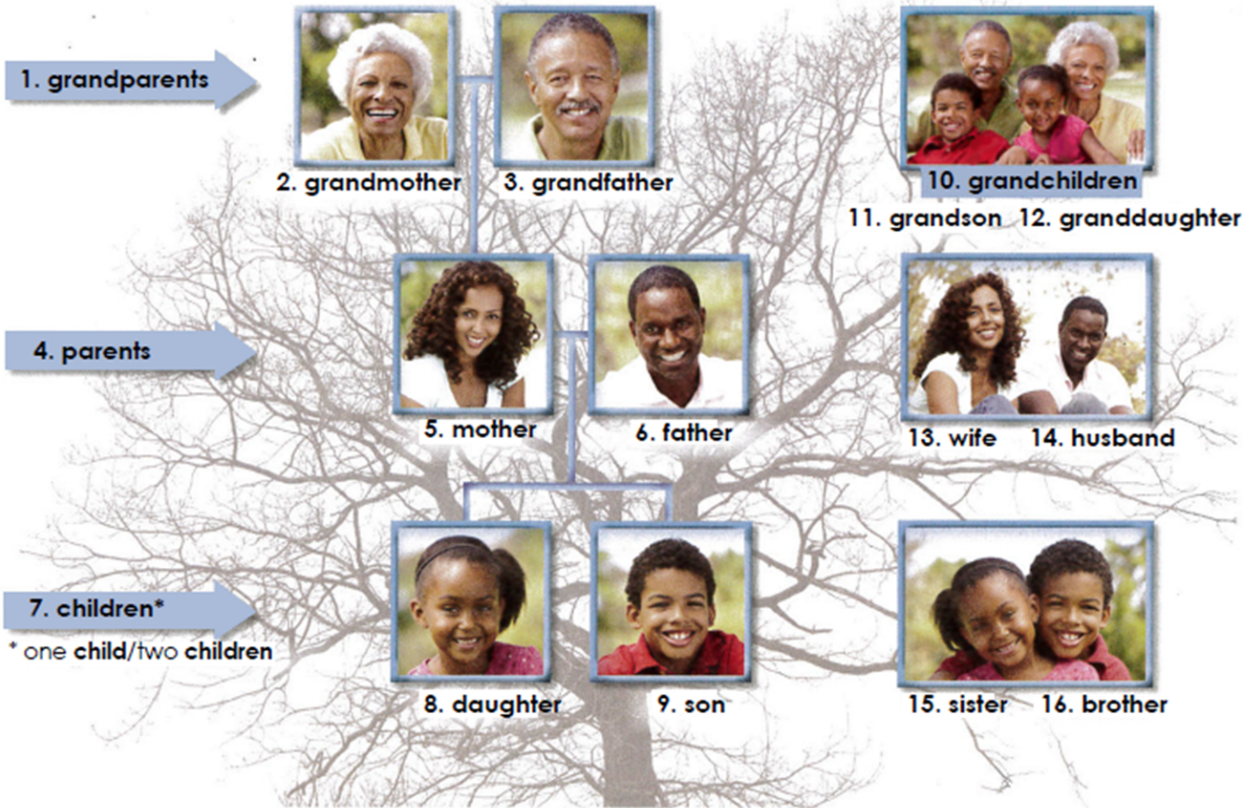 1. grandparents
2. grandmother
3. grandfather
10. grandchildren
11. grandson 12. granddaughter
4. parents
5. mother
6. father
13. wife 14. husband
7. children*
* one child/two children
8. daughter
9. son
15. sister 16. brother